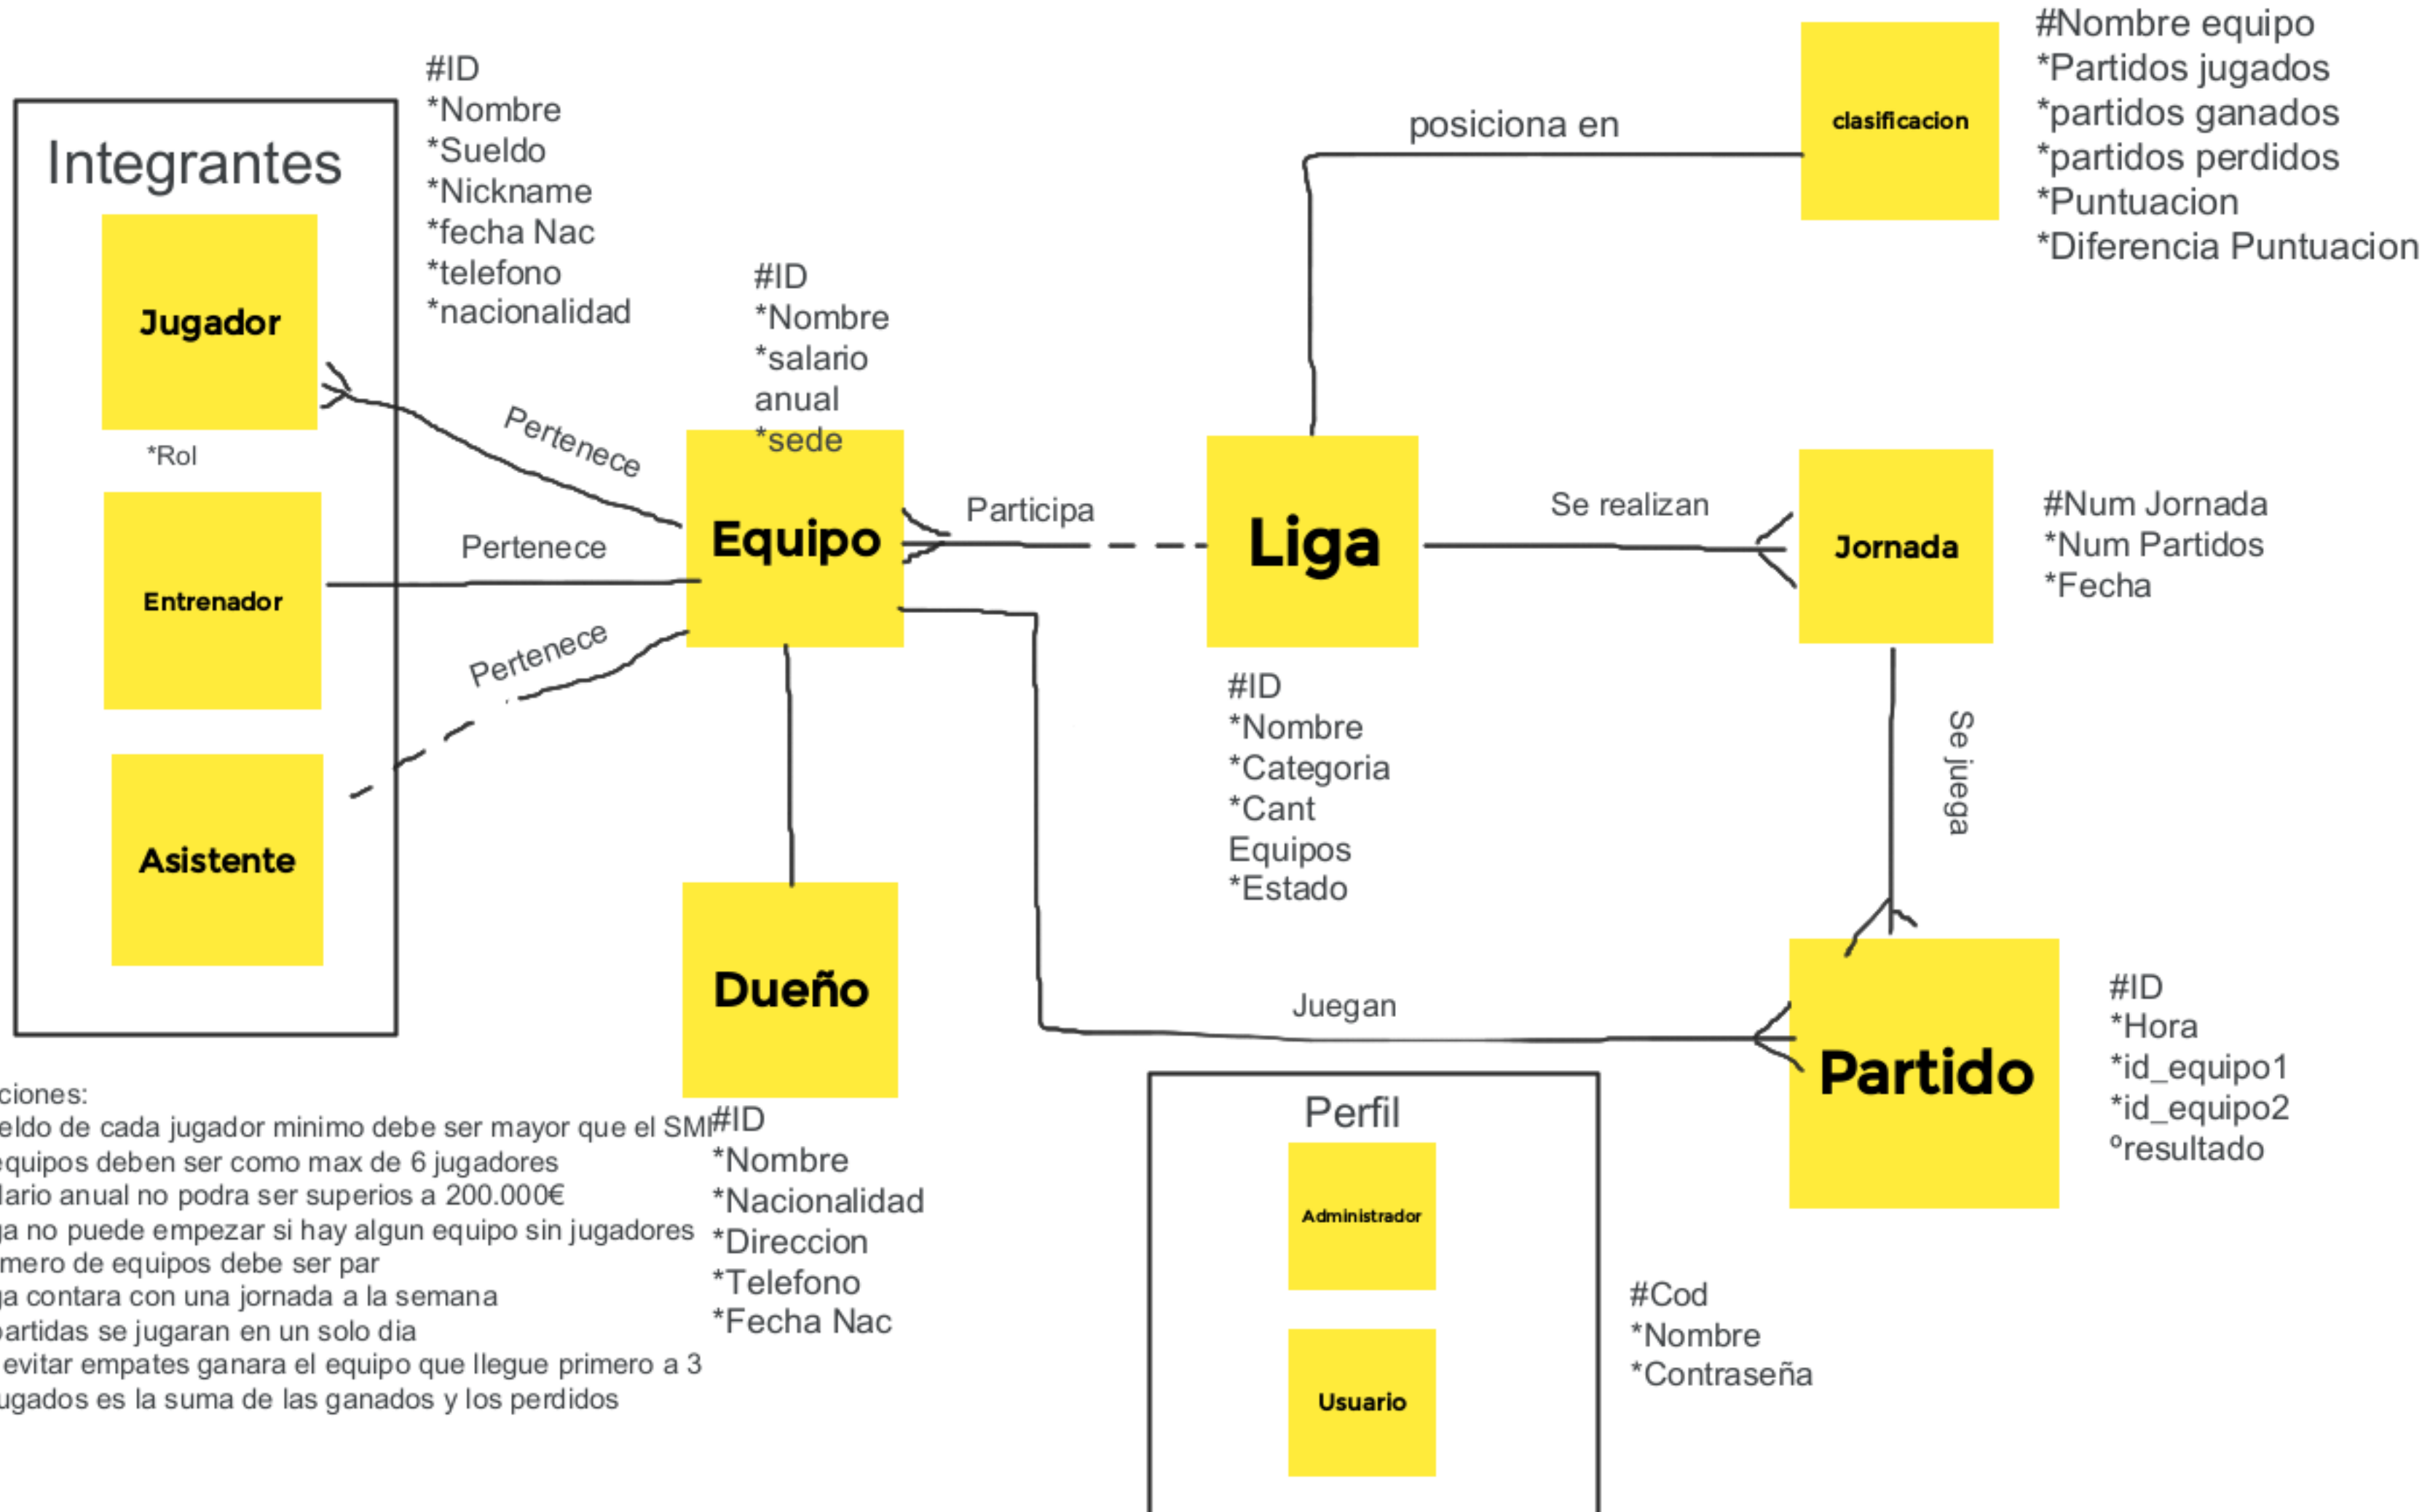 Integrantes
Jugador
*Rol
Entrenador
Asistente
#ID
*Nombre
*Sueldo
*Nickname
*fecha Nac
*telefono
*nacionalidad
Pertenece
Pertenece
Pertenece
#ID
*Nombre
*salario
anual
*sede
Equipo
Participa
Liga
#ID
*Nombre
*Categoria
*Cant
Equipos
*Estado
posiciona en
clasificacion
#Nombre equipo
*Partidos jugados
*partidos ganados
*partidos perdidos
*Puntuacion
*Diferencia Puntuacion
Se realizan
Jornada
#Num Jornada
*Num Partidos
*Fecha
Se juega
Dueño
#ID
*Nombre
*Nacionalidad
*Direccion
*Telefono
*Fecha Nac
Juegan
Partido
#ID
*Hora
*id_equipo1
*id_equipo2
ºresultado
ciones:
eldo de cada jugador minimo debe ser mayor que el SMI
equipos deben ser como max de 6 jugadores
lario anual no podra ser superios a 200.000€
ga no puede empezar si hay algun equipo sin jugadores
mero de equipos debe ser par
ga contara con una jornada a la semana
partidas se jugaran en un solo dia
evitar empates ganara el equipo que llegue primero a 3
ugados es la suma de las ganados y los perdidos
Perfil
Administrador
Usuario
#Cod
*Nombre
*Contraseña